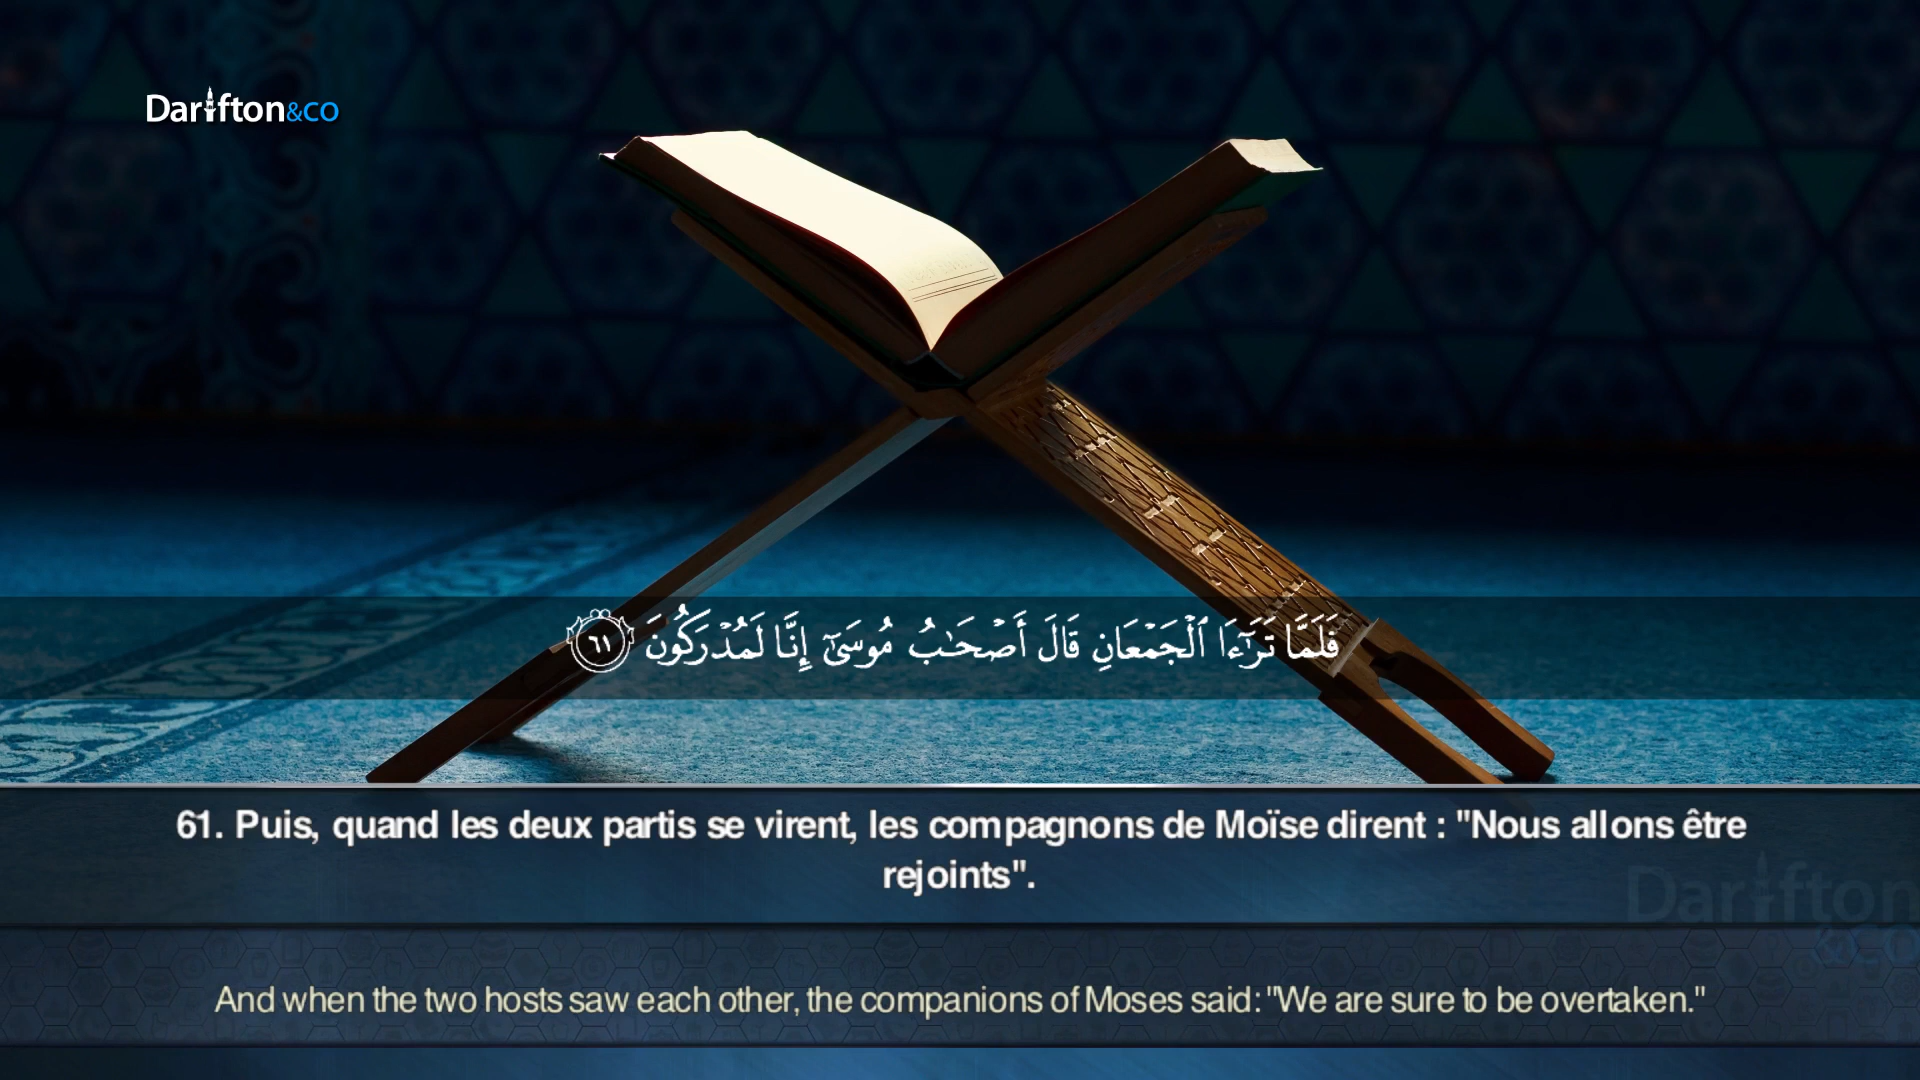 Darifton&co
فَلَمَّا تَرَٰٓءَا ٱلْجَمْعَانِ قَالَ أَصْحَٰبُ مُوسَىٰٓ إِنَّا لَمُدْرَكُونَ ٦١
61. Puis, quand les deux partis se virent, les compagnons de Moïse dirent : "Nous allons être
rejoints".
Darifton
&co
And when the two hosts saw each other, the companions of Moses said: "We are sure to be overtaken."